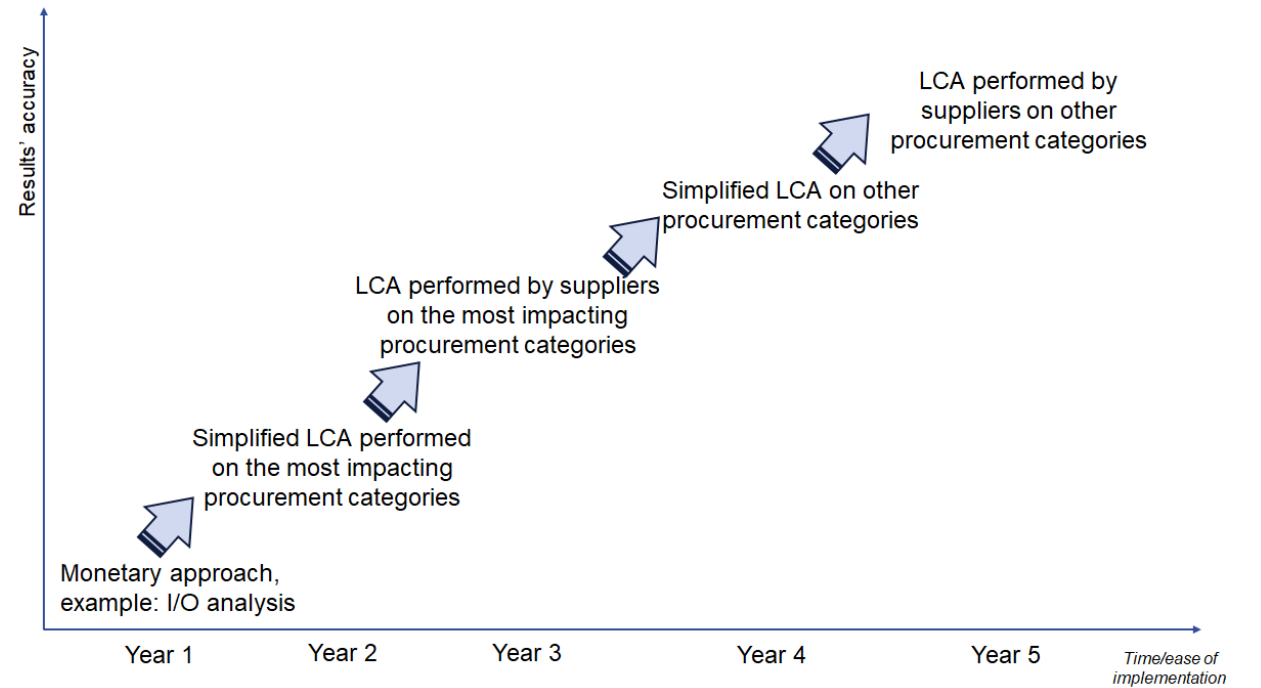 Results' accuracy
LCA performed by
suppliers on other
procurement categories
Simplified LCA on other
procurement categories
LCA performed by suppliers
on the most impacting
procurement categories
Simplified LCA performed
on the most impacting
procurement categories
Monetary approach,
example: I/O analysis
Year 1
Year 2
Year 3
Year 4
Year 5
Time/ease of
implementation